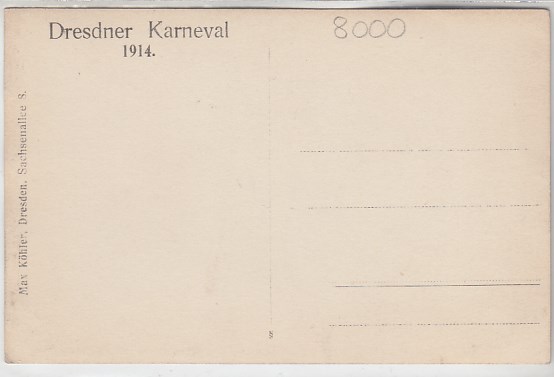 Dresdner Karneval
1914.
8000
Max Köhler, Dresden, Sachsenallee 8.